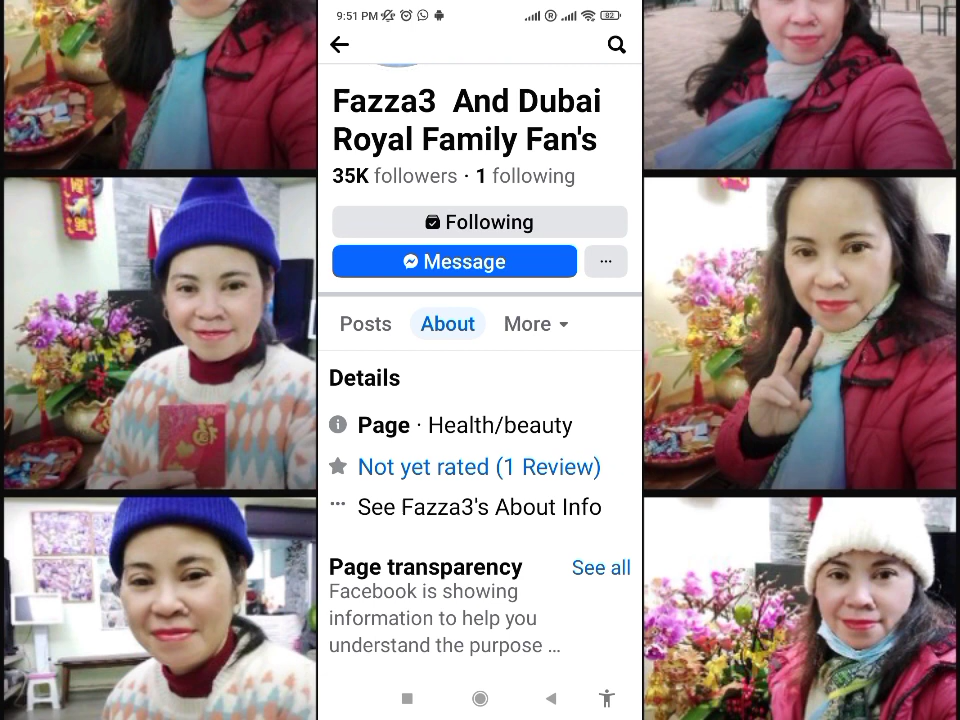 9:51 PM
82
Fazza3 And Dubai
Royal Family Fan's
35K followers · 1 following
Following
Message
Posts
About
More
Details
Page · Health/beauty
Not yet rated (1 Review)
See Fazza3's About Info
Page transparency
See all
Facebook is showing
information to help you
understand the purpose ...
福